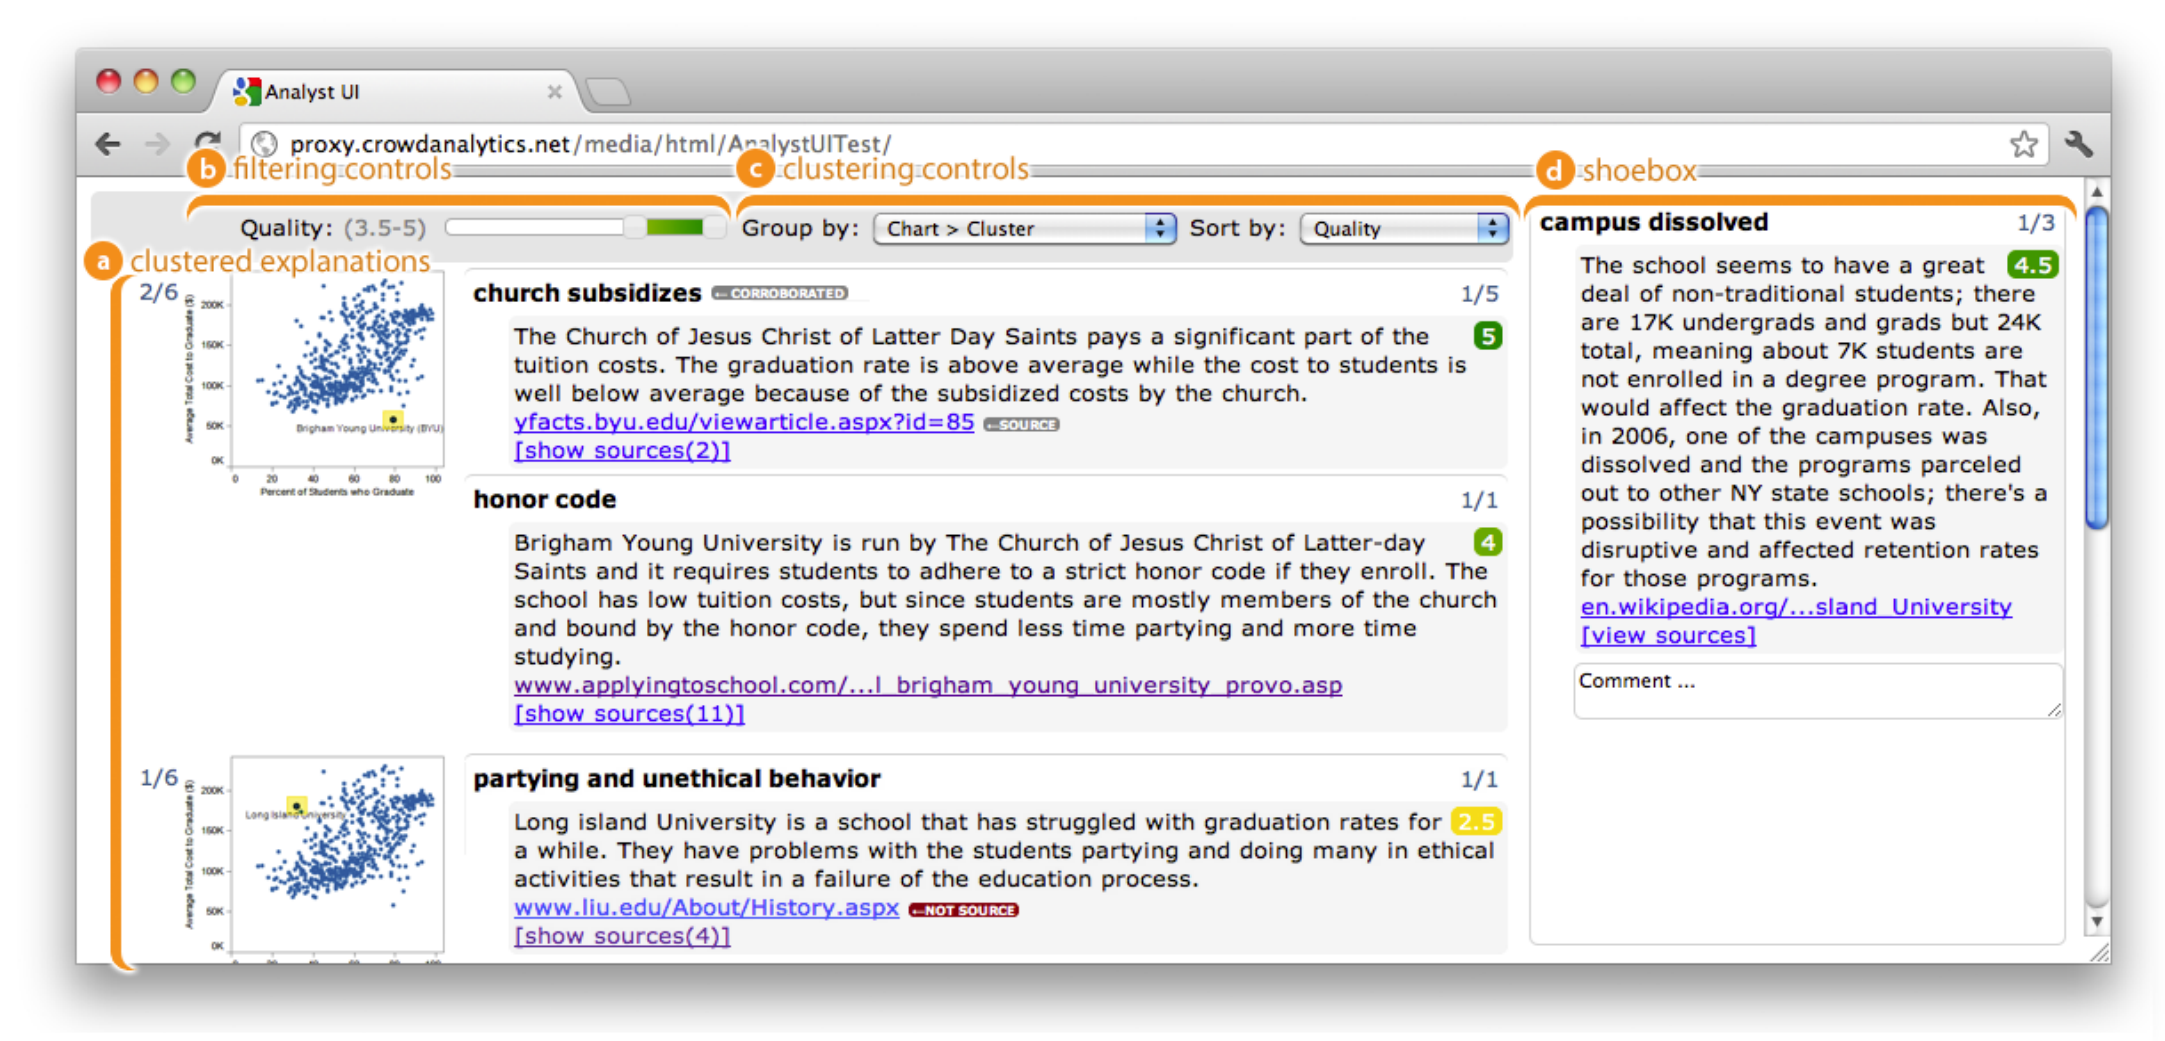 Analyst UI
proxy.crowdanalytics.net/media/html/AnalystUITest/
b filtering controls
c clustering controls
d shoebox
Quality: (3.5-5)
Group by: Chart > Cluster
Sort by: Quality
a clustered explanations
2/6
Average Total Cost to Graduate ($)
200K
150K
100K
50K
0K
Brigham Young University (BYU)
0 20 40 60 80 100
Percent of Students who Graduate
church subsidizes ←CORROBORATED 1/5
The Church of Jesus Christ of Latter Day Saints pays a significant part of the 5
tuition costs. The graduation rate is above average while the cost to students is
well below average because of the subsidized costs by the church.
yfacts.byu.edu/viewarticle.aspx?id=85 ←SOURCE
[show sources(2)]
honor code 1/1
Brigham Young University is run by The Church of Jesus Christ of Latter-day 4
Saints and it requires students to adhere to a strict honor code if they enroll. The
school has low tuition costs, but since students are mostly members of the church
and bound by the honor code, they spend less time partying and more time
studying.
www.applyingtoschool.com/...l_brigham_young_university_provo.asp
[show sources(11)]
1/6
Average Total Cost to Graduate ($)
200K
150K
100K
50K
0K
Long Island University
partying and unethical behavior 1/1
Long island University is a school that has struggled with graduation rates for 2.5
a while. They have problems with the students partying and doing many in ethical
activities that result in a failure of the education process.
www.liu.edu/About/History.aspx ←NOT SOURCE
[show sources(4)]
campus dissolved 1/3
The school seems to have a great 4.5
deal of non-traditional students; there
are 17K undergrads and grads but 24K
total, meaning about 7K students are
not enrolled in a degree program. That
would affect the graduation rate. Also,
in 2006, one of the campuses was
dissolved and the programs parceled
out to other NY state schools; there's a
possibility that this event was
disruptive and affected retention rates
for those programs.
en.wikipedia.org/...sland_University
[view sources]
Comment ...